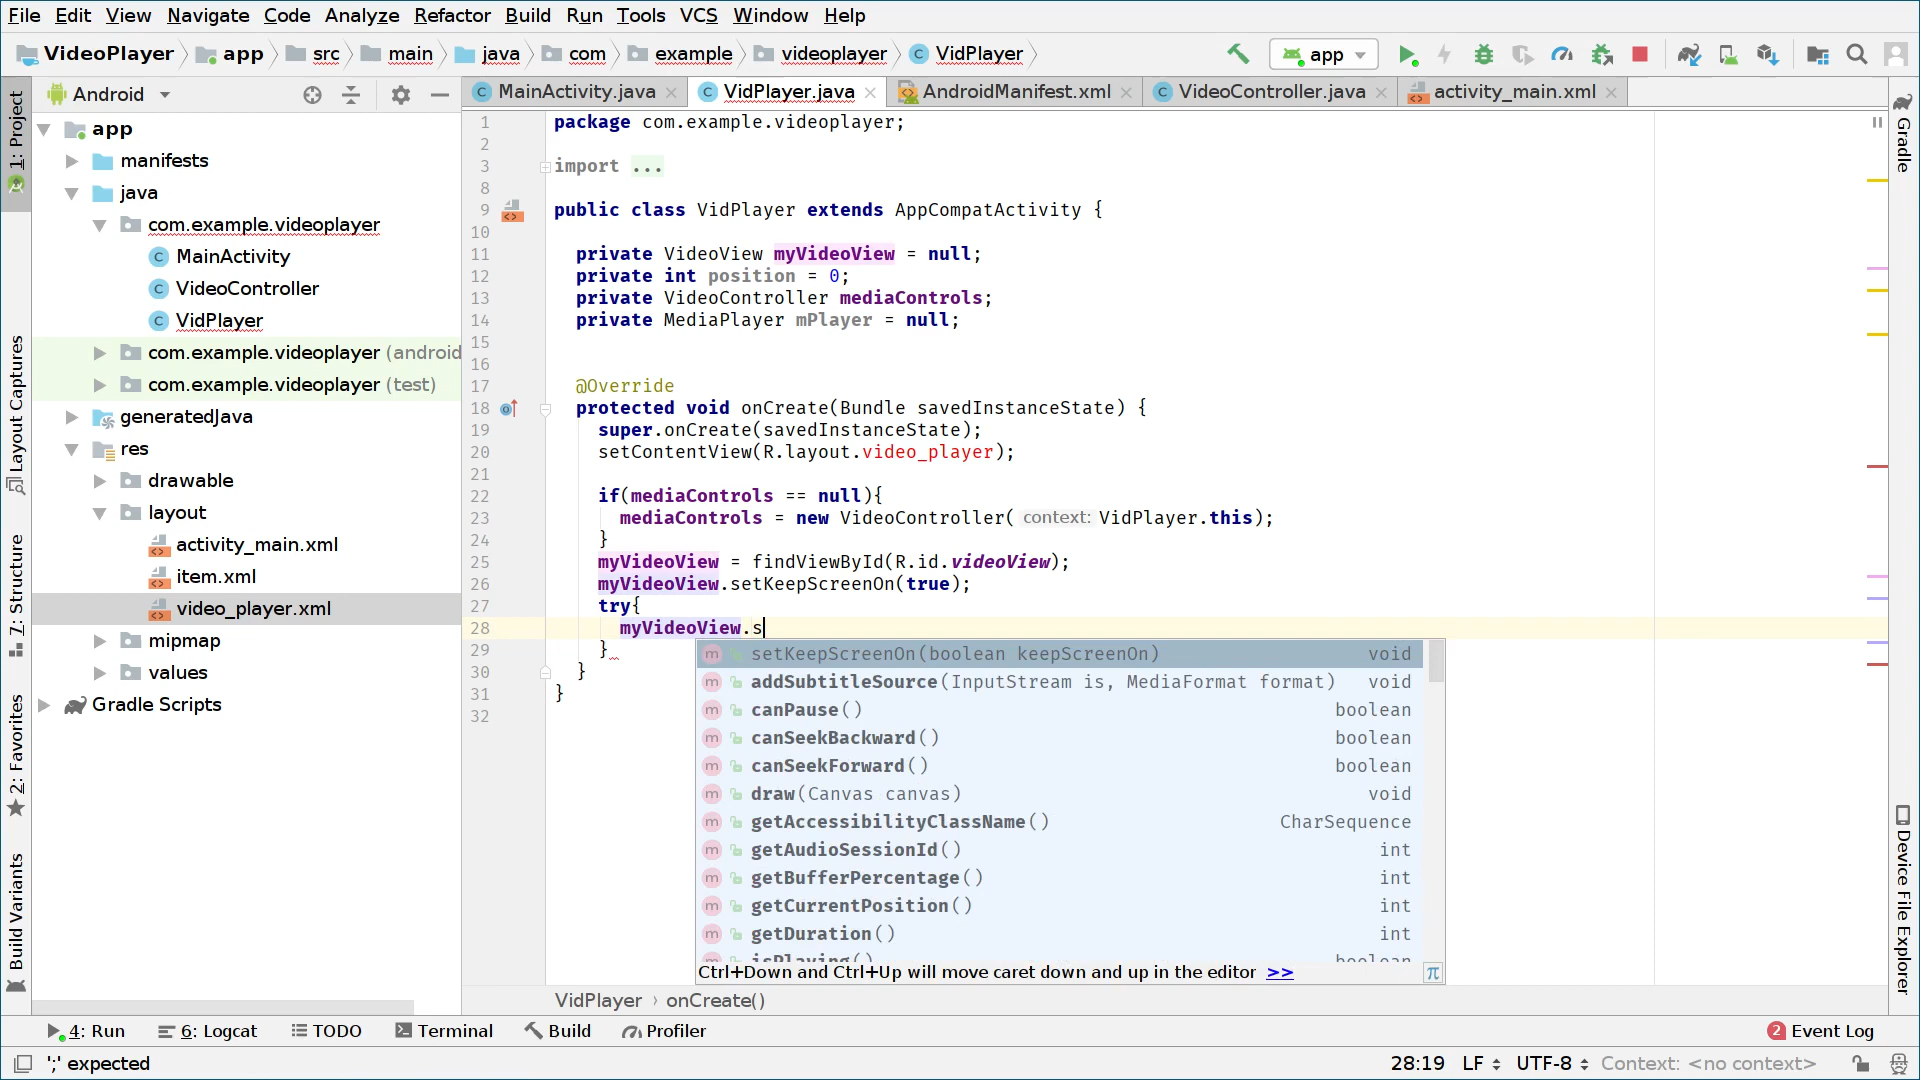 File Edit View Navigate Code Analyze Refactor Build Run Tools VCS Window Help
VideoPlayer app src main java com example videoplayer VidPlayer app
Android
MainActivity.java VidPlayer.java AndroidManifest.xml VideoController.java activity_main.xml
1: Project
Layout Captures
7: Structure
2: Favorites
Build Variants
app
manifests
java
com.example.videoplayer
MainActivity
VideoController
VidPlayer
com.example.videoplayer (android
com.example.videoplayer (test)
generatedJava
res
drawable
layout
activity_main.xml
item.xml
video_player.xml
mipmap
values
Gradle Scripts
1 package com.example.videoplayer;
2
3 import ...
8
9 public class VidPlayer extends AppCompatActivity {
10
11 private VideoView myVideoView = null;
12 private int position = 0;
13 private VideoController mediaControls;
14 private MediaPlayer mPlayer = null;
15
16
17 @Override
18 protected void onCreate(Bundle savedInstanceState) {
19 super.onCreate(savedInstanceState);
20 setContentView(R.layout.video_player);
21
22 if(mediaControls == null){
23 mediaControls = new VideoController( context: VidPlayer.this);
24 }
25 myVideoView = findViewById(R.id.videoView);
26 myVideoView.setKeepScreenOn(true);
27 try{
28 myVideoView.s
29 }
30 }
31 }
32
m setKeepScreenOn(boolean keepScreenOn) void
m addSubtitleSource(InputStream is, MediaFormat format) void
m canPause() boolean
m canSeekBackward() boolean
m canSeekForward() boolean
m draw(Canvas canvas) void
m getAccessibilityClassName() CharSequence
m getAudioSessionId() int
m getBufferPercentage() int
m getCurrentPosition() int
m getDuration() int
m isPlaying() boolean
Ctrl+Down and Ctrl+Up will move caret down and up in the editor >> π
VidPlayer › onCreate()
Gradle
Device File Explorer
4: Run 6: Logcat TODO Terminal Build Profiler 2 Event Log
';' expected 28:19 LF UTF-8 Context: <no context>